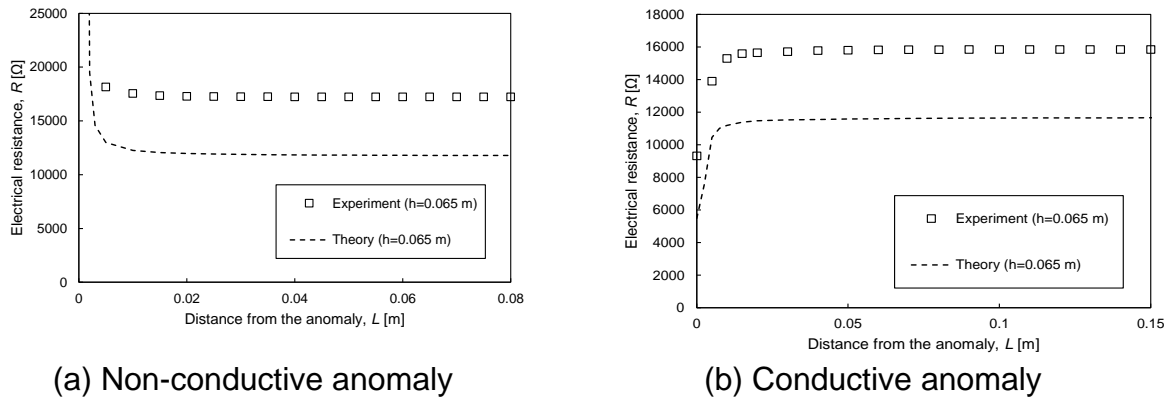 25000
20000
15000
10000
5000
0
Electrical resistance, R [Ω]
0 0.02 0.04 0.06 0.08
Distance from the anomaly, L [m]
Experiment (h=0.065 m)
Theory (h=0.065 m)
(a) Non-conductive anomaly
18000
16000
14000
12000
10000
8000
6000
4000
2000
0
Electrical resistance, R [Ω]
0 0.05 0.1 0.15
Distance from the anomaly, L [m]
Experiment (h=0.065 m)
Theory (h=0.065 m)
(b) Conductive anomaly